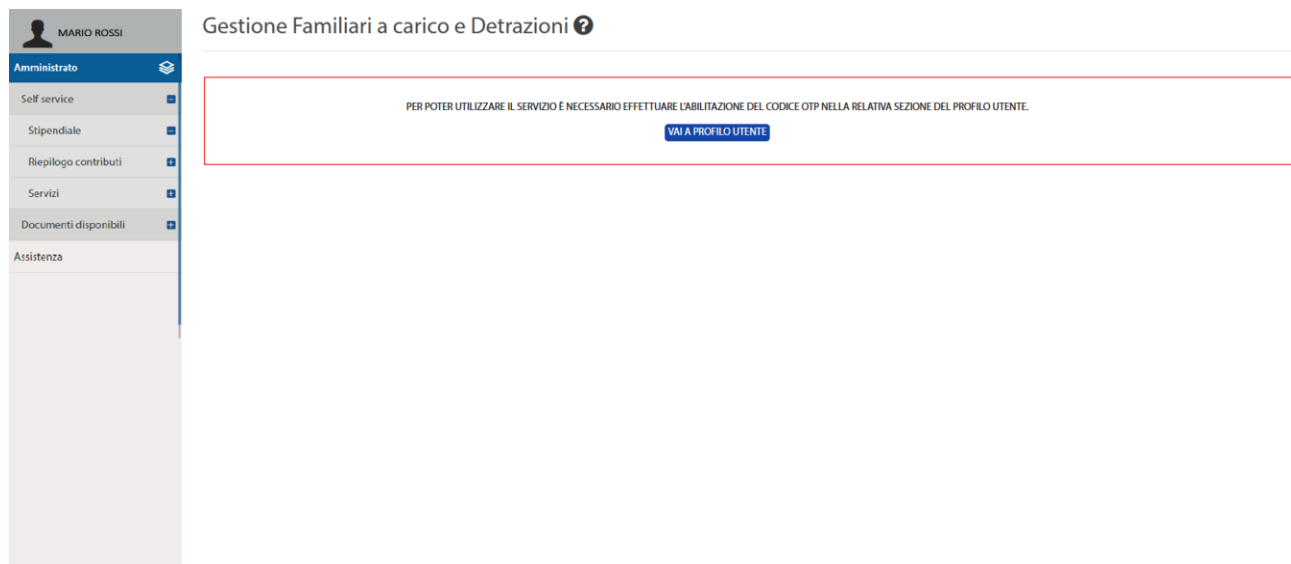 MARIO ROSSI
Amministrato
Self service
Stipendiale
Riepilogo contributi
Servizi
Documenti disponibili
Assistenza
Gestione Familiari a carico e Detrazioni ?
PER POTER UTILIZZARE IL SERVIZIO È NECESSARIO EFFETTUARE L'ABILITAZIONE DEL CODICE OTP NELLA RELATIVA SEZIONE DEL PROFILO UTENTE.
VAI A PROFILO UTENTE